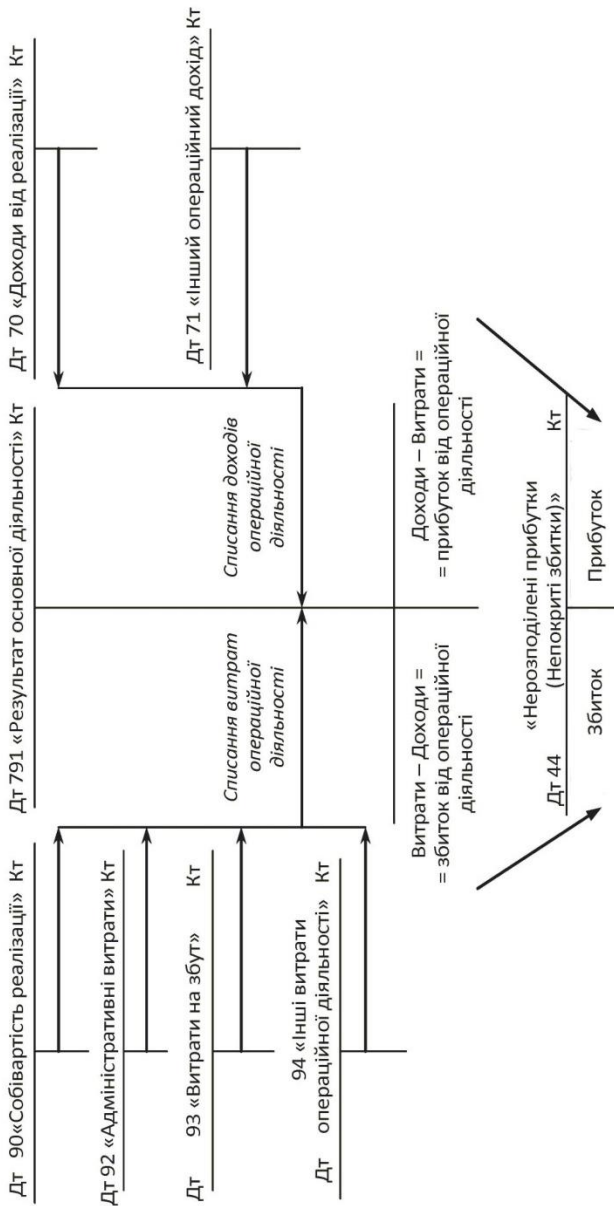 Дт 90«Собівартість реалізації» Кт
Дт 92 «Адміністративні витрати» Кт
Дт 93 «Витрати на збут» Кт
94 «Інші витрати
Дт операційної діяльності» Кт
Дт 791 «Результат основної діяльності» Кт
Списання витрат
операційної
діяльності
Списання доходів
операційної
діяльності
Дт 70 «Доходи від реалізації» Кт
Дт 71 «Інший операційний дохід» Кт
Витрати – Доходи =
= збиток від операційної
діяльності
Доходи – Витрати =
= прибуток від операційної
діяльності
«Нерозподілені прибутки
(Непокриті збитки)»
Дт 44 Кт
Збиток Прибуток